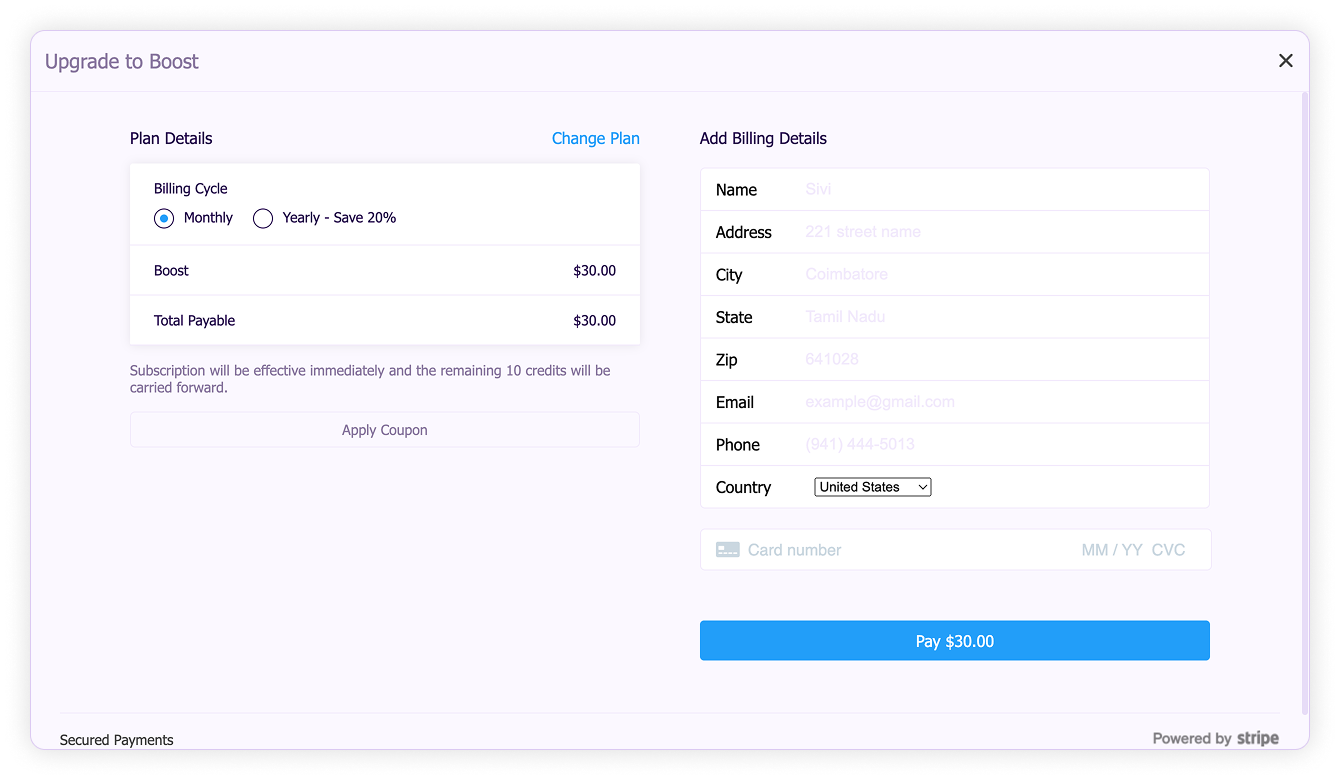 Upgrade to Boost
Plan Details
Change Plan
Billing Cycle
Monthly
Yearly - Save 20%
Boost
$30.00
Total Payable
$30.00
Subscription will be effective immediately and the remaining 10 credits will be
carried forward.
Apply Coupon
Add Billing Details
Name
Sivi
Address
221 street name
City
Coimbatore
State
Tamil Nadu
Zip
641028
Email
example@gmail.com
Phone
(941) 444-5013
Country
United States
Card number
MM / YY CVC
Pay $30.00
Secured Payments
Powered by stripe